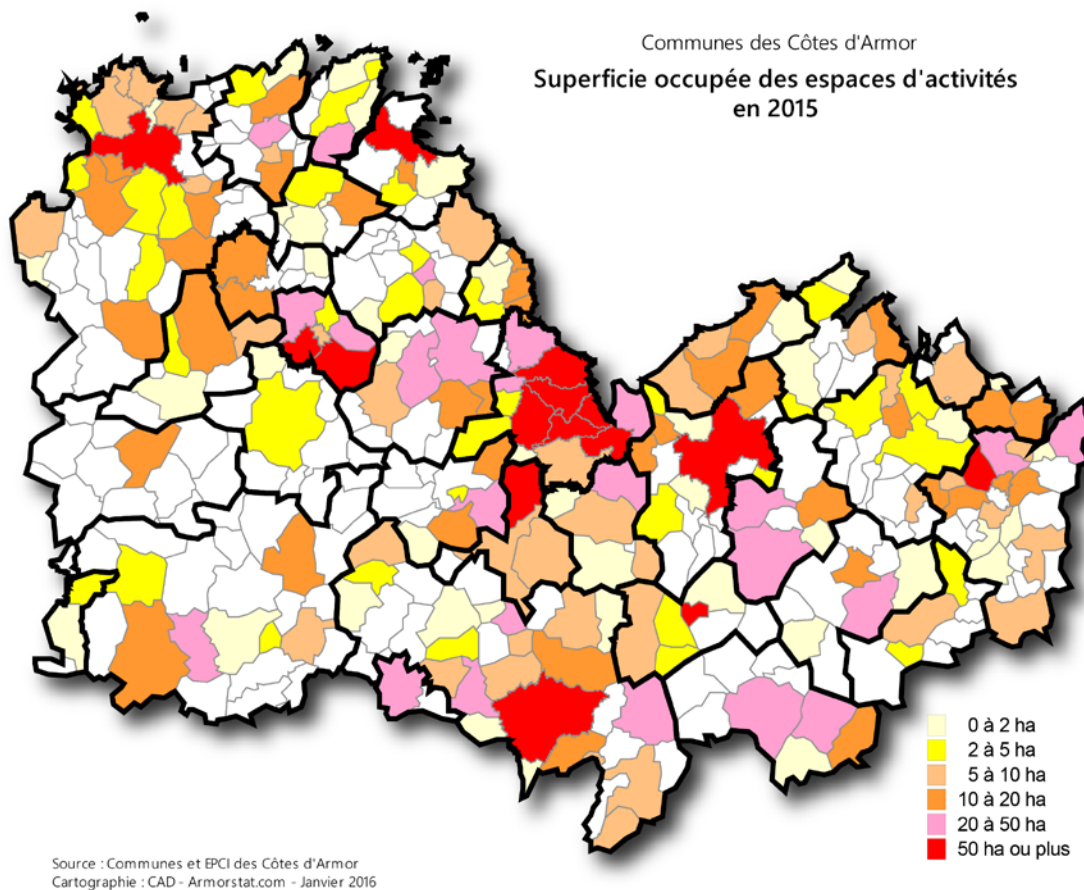 Communes des Côtes d'Armor
Superficie occupée des espaces d'activités
en 2015
0 à 2 ha
2 à 5 ha
5 à 10 ha
10 à 20 ha
20 à 50 ha
50 ha ou plus
Source : Communes et EPCI des Côtes d'Armor
Cartographie : CAD - Armorstat.com - Janvier 2016